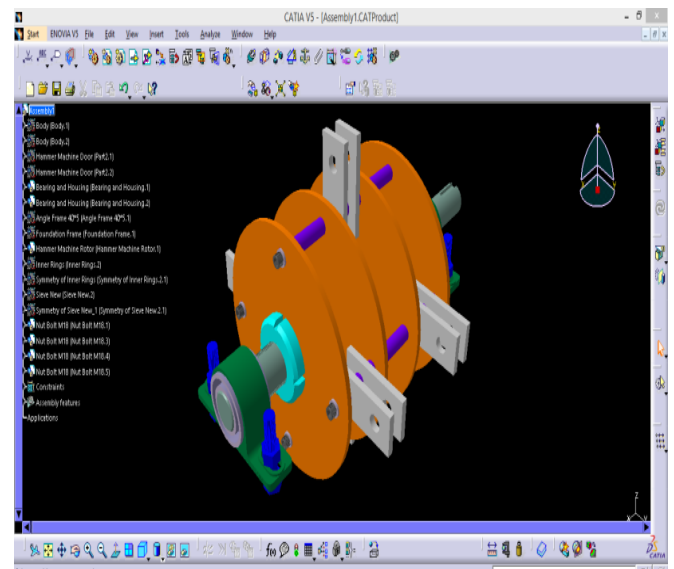 CATIA V5 - [Assembly1.CATProduct]
Start ENOVIA V5 File Edit View Insert Tools Analyze Window Help
Assembly1
Body (Body.1)
Body (Body.2)
Hammer Machine Door (Part2.1)
Hammer Machine Door (Part2.2)
Bearing and Housing (Bearing and Housing.1)
Bearing and Housing (Bearing and Housing.2)
Angle Frame 40*5 (Angle Frame 40*5.1)
Foundation Frame (Foundation Frame.1)
Hammer Machine Rotor (Hammer Machine Rotor.1)
Inner Rings (Inner Rings.2)
Symmetry of Inner Rings (Symmetry of Inner Rings.2.1)
Sieve New (Sieve New.2)
Symmetry of Sieve New_1 (Symmetry of Sieve New.2.1)
Nut Bolt M18 (Nut Bolt M18.1)
Nut Bolt M18 (Nut Bolt M18.3)
Nut Bolt M18 (Nut Bolt M18.4)
Nut Bolt M18 (Nut Bolt M18.5)
Constraints
Assembly features
Applications
z
CATIA